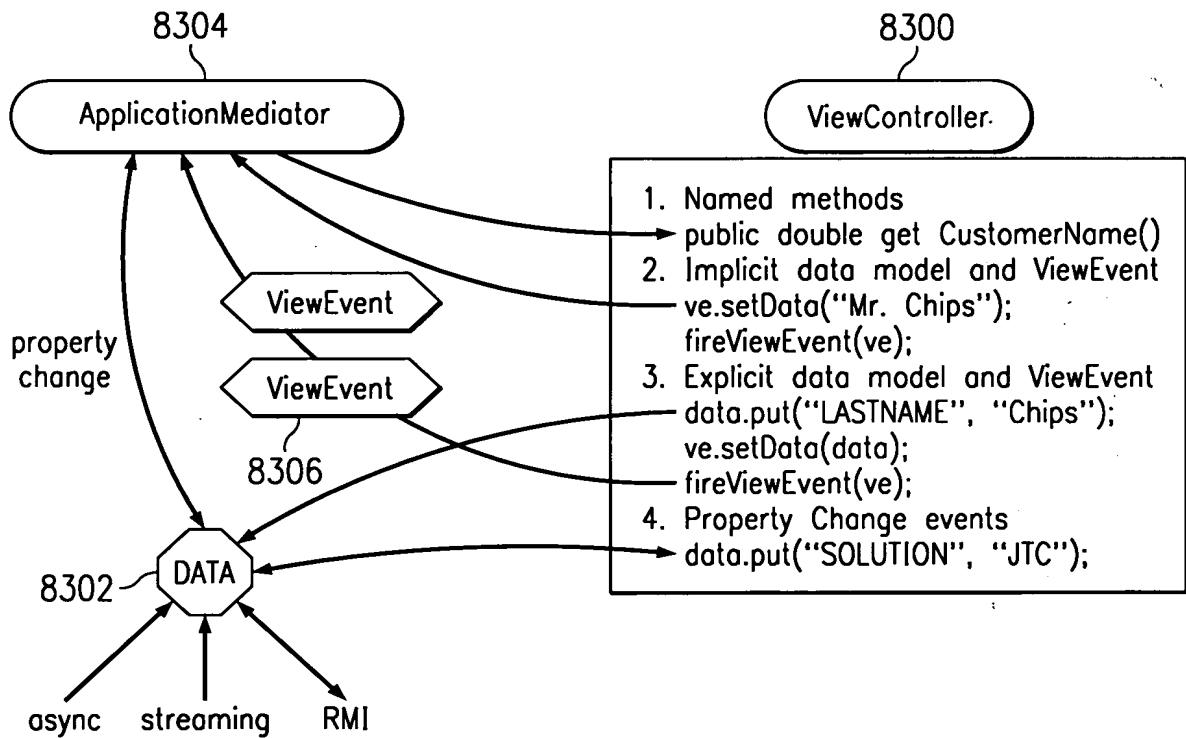 8304
ApplicationMediator
8300
ViewController
1. Named methods
public double get CustomerName()
2. Implicit data model and ViewEvent
ve.setData(“Mr. Chips”);
fireViewEvent(ve);
3. Explicit data model and ViewEvent
data.put(“LASTNAME”, “Chips”);
ve.setData(data);
fireViewEvent(ve);
4. Property Change events
data.put(“SOLUTION”, “JTC”);
ViewEvent
ViewEvent
8306
property
change
DATA
8302
async
streaming
RMI